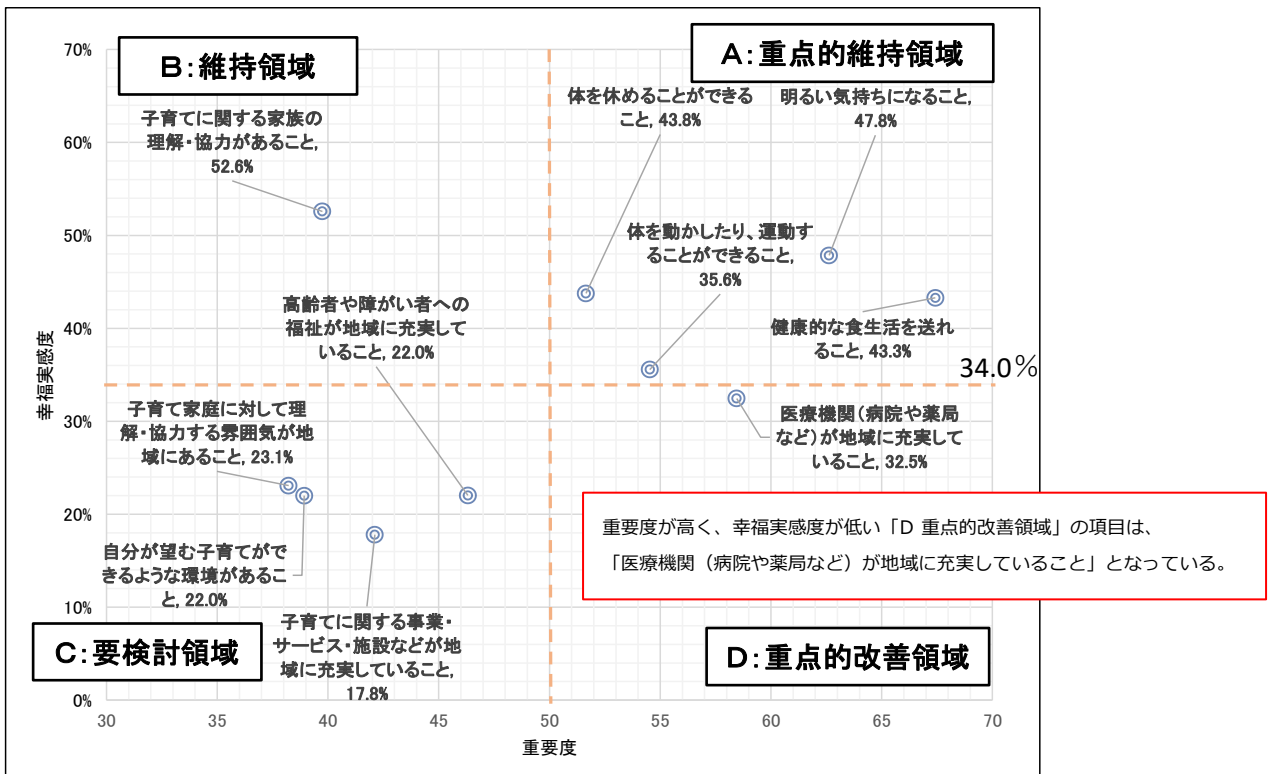 B:維持領域
A:重点的維持領域
C:要検討領域
D:重点的改善領域
幸福実感度
70%
60%
50%
40%
30%
20%
10%
0%
30
35
40
45
50
55
60
65
70
重要度
34.0%
子育てに関する家族の
理解・協力があること,
52.6%
体を休めることができる
こと, 43.8%
明るい気持ちになること,
47.8%
体を動かしたり、運動す
ることができること,
35.6%
健康的な食生活を送れ
ること, 43.3%
高齢者や障がい者への
福祉が地域に充実して
いること, 22.0%
子育て家庭に対して理
解・協力する雰囲気が地
域にあること, 23.1%
医療機関(病院や薬局
など)が地域に充実して
いること, 32.5%
自分が望む子育てがで
きるような環境があるこ
と, 22.0%
子育てに関する事業・
サービス・施設などが地
域に充実していること,
17.8%
重要度が高く、幸福実感度が低い「D 重点的改善領域」の項目は、
「医療機関（病院や薬局など）が地域に充実していること」となっている。